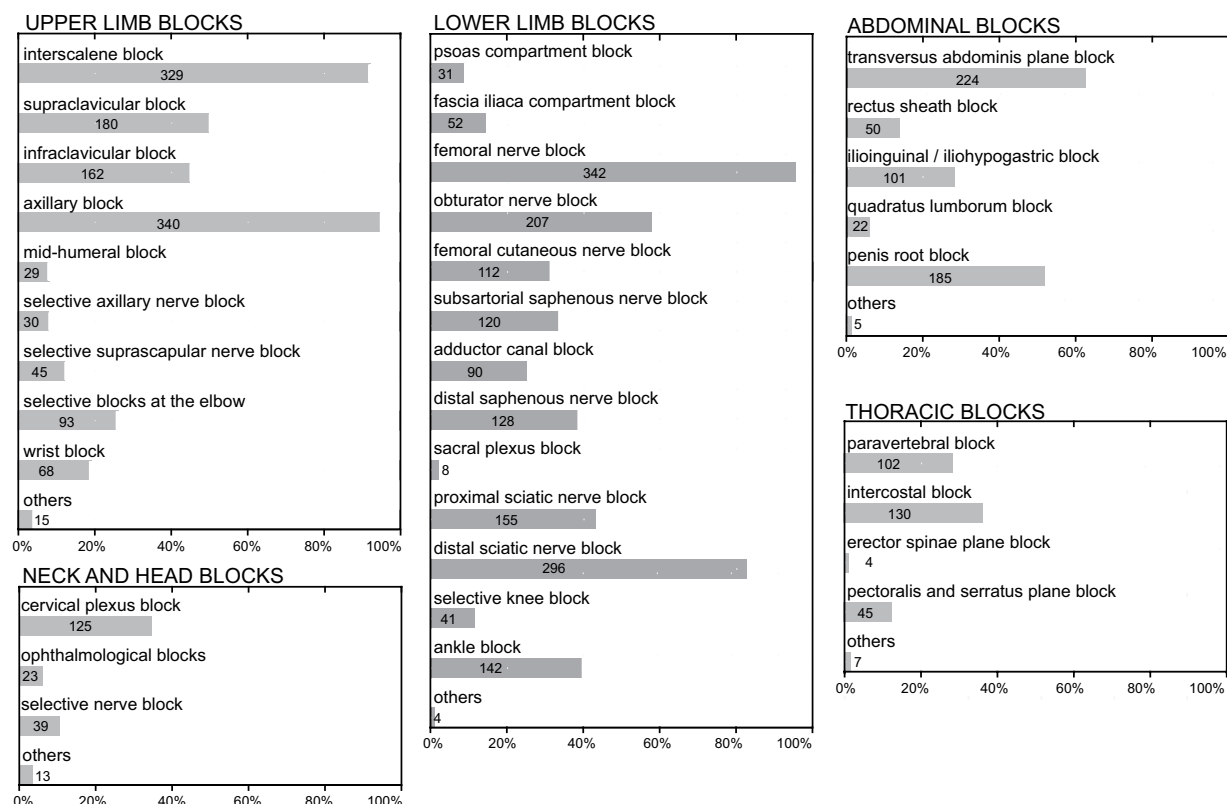 UPPER LIMB BLOCKS
interscalene block
329
supraclavicular block
180
infraclavicular block
162
axillary block
340
mid-humeral block
29
selective axillary nerve block
30
selective suprascapular nerve block
45
selective blocks at the elbow
93
wrist block
68
others
15
0% 20% 40% 60% 80% 100%
NECK AND HEAD BLOCKS
cervical plexus block
125
ophthalmological blocks
23
selective nerve block
39
others
13
0% 20% 40% 60% 80% 100%
LOWER LIMB BLOCKS
psoas compartment block
31
fascia iliaca compartment block
52
femoral nerve block
342
obturator nerve block
207
femoral cutaneous nerve block
112
subsartorial saphenous nerve block
120
adductor canal block
90
distal saphenous nerve block
128
sacral plexus block
8
proximal sciatic nerve block
155
distal sciatic nerve block
296
selective knee block
41
ankle block
142
others
4
0% 20% 40% 60% 80% 100%
ABDOMINAL BLOCKS
transversus abdominis plane block
224
rectus sheath block
50
ilioinguinal / iliohypogastric block
101
quadratus lumborum block
22
penis root block
185
others
5
0% 20% 40% 60% 80% 100%
THORACIC BLOCKS
paravertebral block
102
intercostal block
130
erector spinae plane block
4
pectoralis and serratus plane block
45
others
7
0% 20% 40% 60% 80% 100%